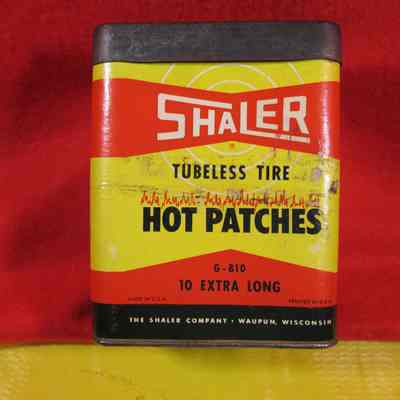 SHALER
TUBELESS TIRE
HOT PATCHES
G-810
10 EXTRA LONG
MADE IN U.S.A. PRINTED IN U.S.A.
THE SHALER COMPANY • WAUPUN, WISCONSIN